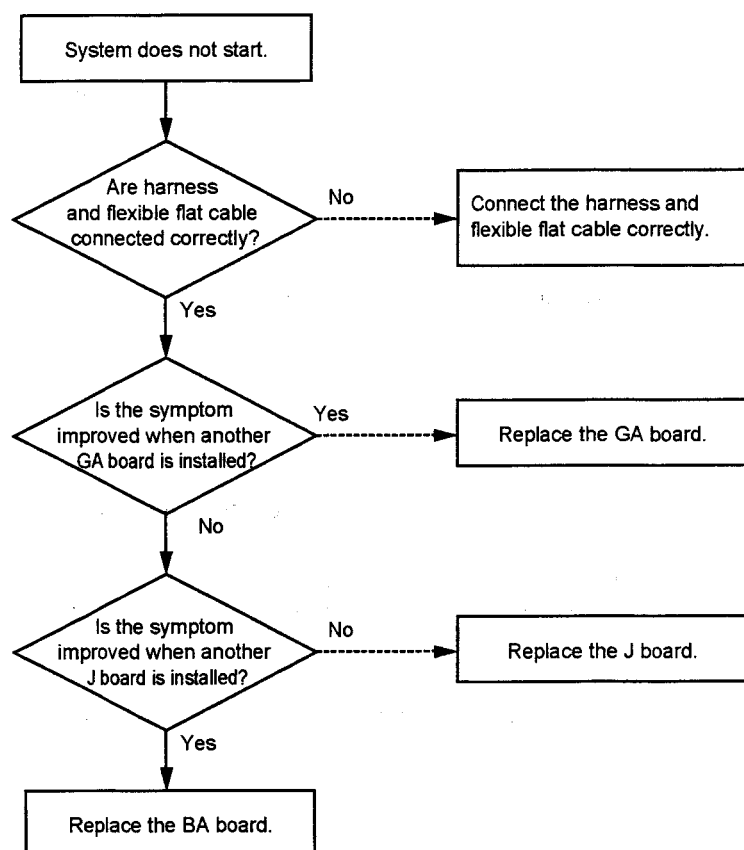 System does not start.
Are harness
and flexible flat cable
connected correctly?
No
Connect the harness and
flexible flat cable correctly.
Yes
Is the symptom
improved when another
GA board is installed?
Yes
Replace the GA board.
No
Is the symptom
improved when another
J board is installed?
No
Replace the J board.
Yes
Replace the BA board.